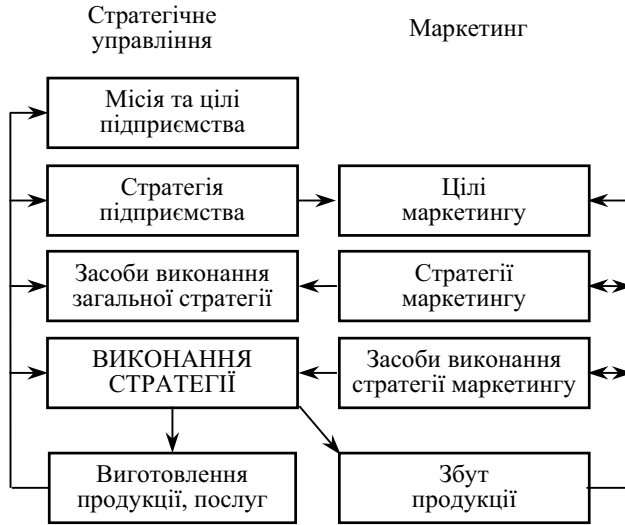 Стратегічне
управління
Маркетинг
Місія та цілі
підприємства
Стратегія
підприємства
Цілі
маркетингу
Засоби виконання
загальної стратегії
Стратегії
маркетингу
ВИКОНАННЯ
СТРАТЕГІЇ
Засоби виконання
стратегії маркетингу
Виготовлення
продукції, послуг
Збут
продукції